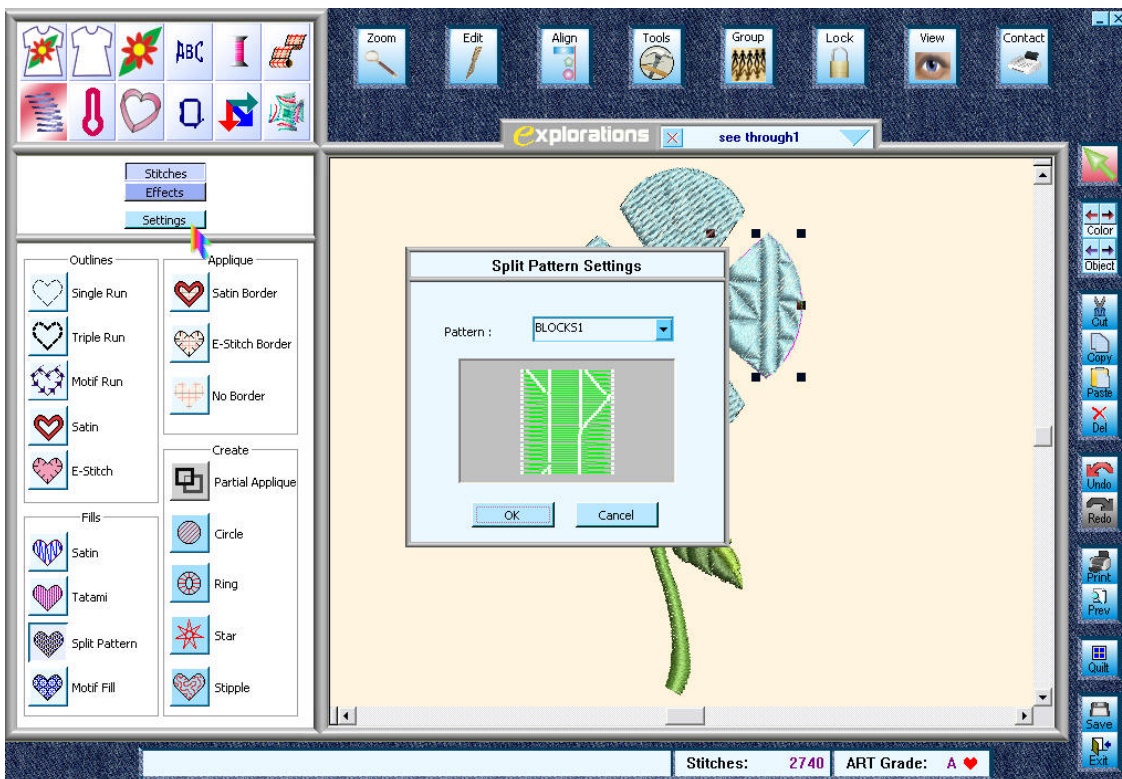 ABC
Zoom
Edit
Align
Tools
Group
Lock
View
Contact
explorations
see through1
Stitches
Effects
Settings
Outlines
Single Run
Triple Run
Motif Run
Satin
E-Stitch
Fills
Satin
Tatami
Split Pattern
Motif Fill
Applique
Satin Border
E-Stitch Border
No Border
Create
Partial Applique
Circle
Ring
Star
Stipple
Split Pattern Settings
Pattern :
BLOCKS1
OK
Cancel
Color
Object
Cut
Copy
Paste
Del
Undo
Redo
Print
Prev
Quilt
Save
Exit
Stitches: 2740
ART Grade: A